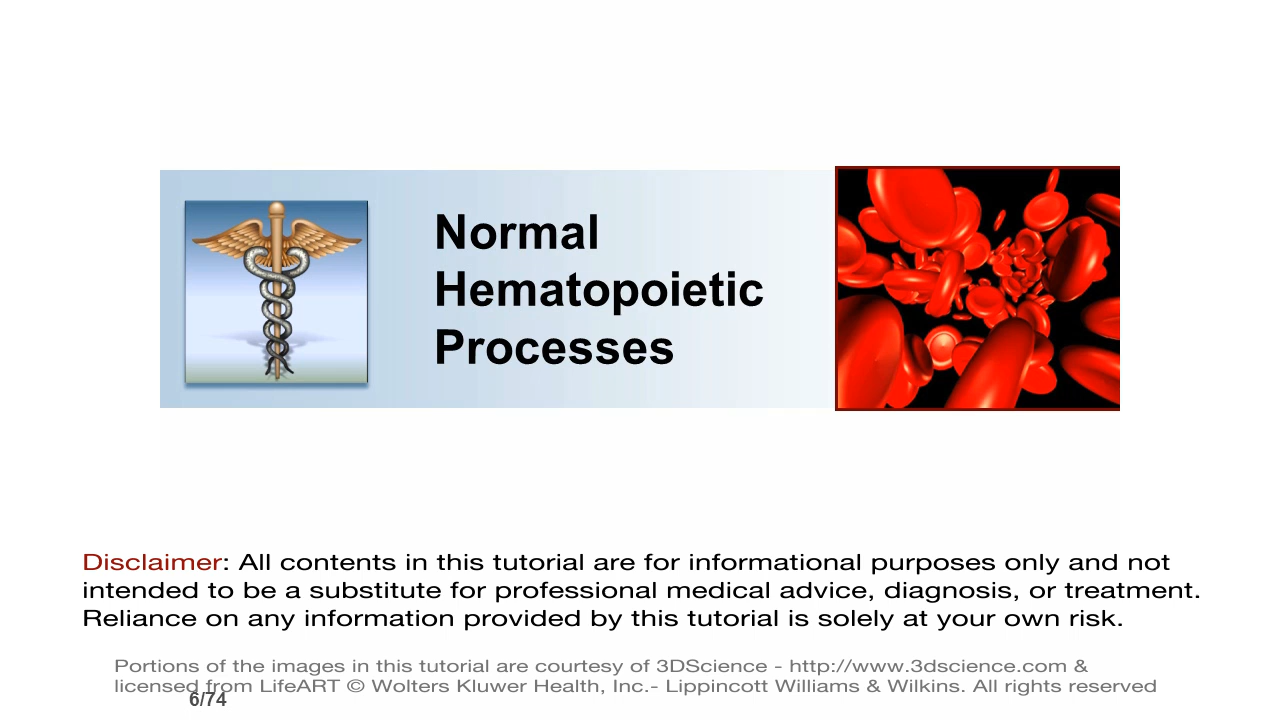 Normal
Hematopoietic
Processes
Disclaimer: All contents in this tutorial are for informational purposes only and not
intended to be a substitute for professional medical advice, diagnosis, or treatment.
Reliance on any information provided by this tutorial is solely at your own risk.
Portions of the images in this tutorial are courtesy of 3DScience - http://www.3dscience.com &
licensed from LifeART © Wolters Kluwer Health, Inc.- Lippincott Williams & Wilkins. All rights reserved
6/74